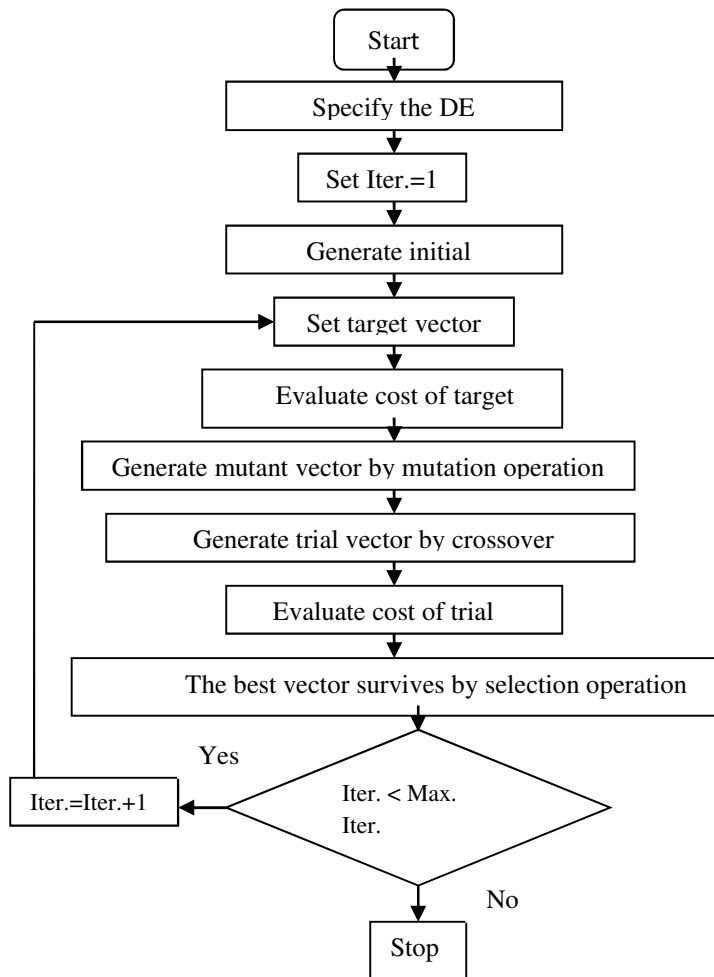 Start
Specify the DE
Set Iter.=1
Generate initial
Set target vector
Evaluate cost of target
Generate mutant vector by mutation operation
Generate trial vector by crossover
Evaluate cost of trial
The best vector survives by selection operation
Yes
Iter.=Iter.+1
Iter. < Max.
Iter.
No
Stop